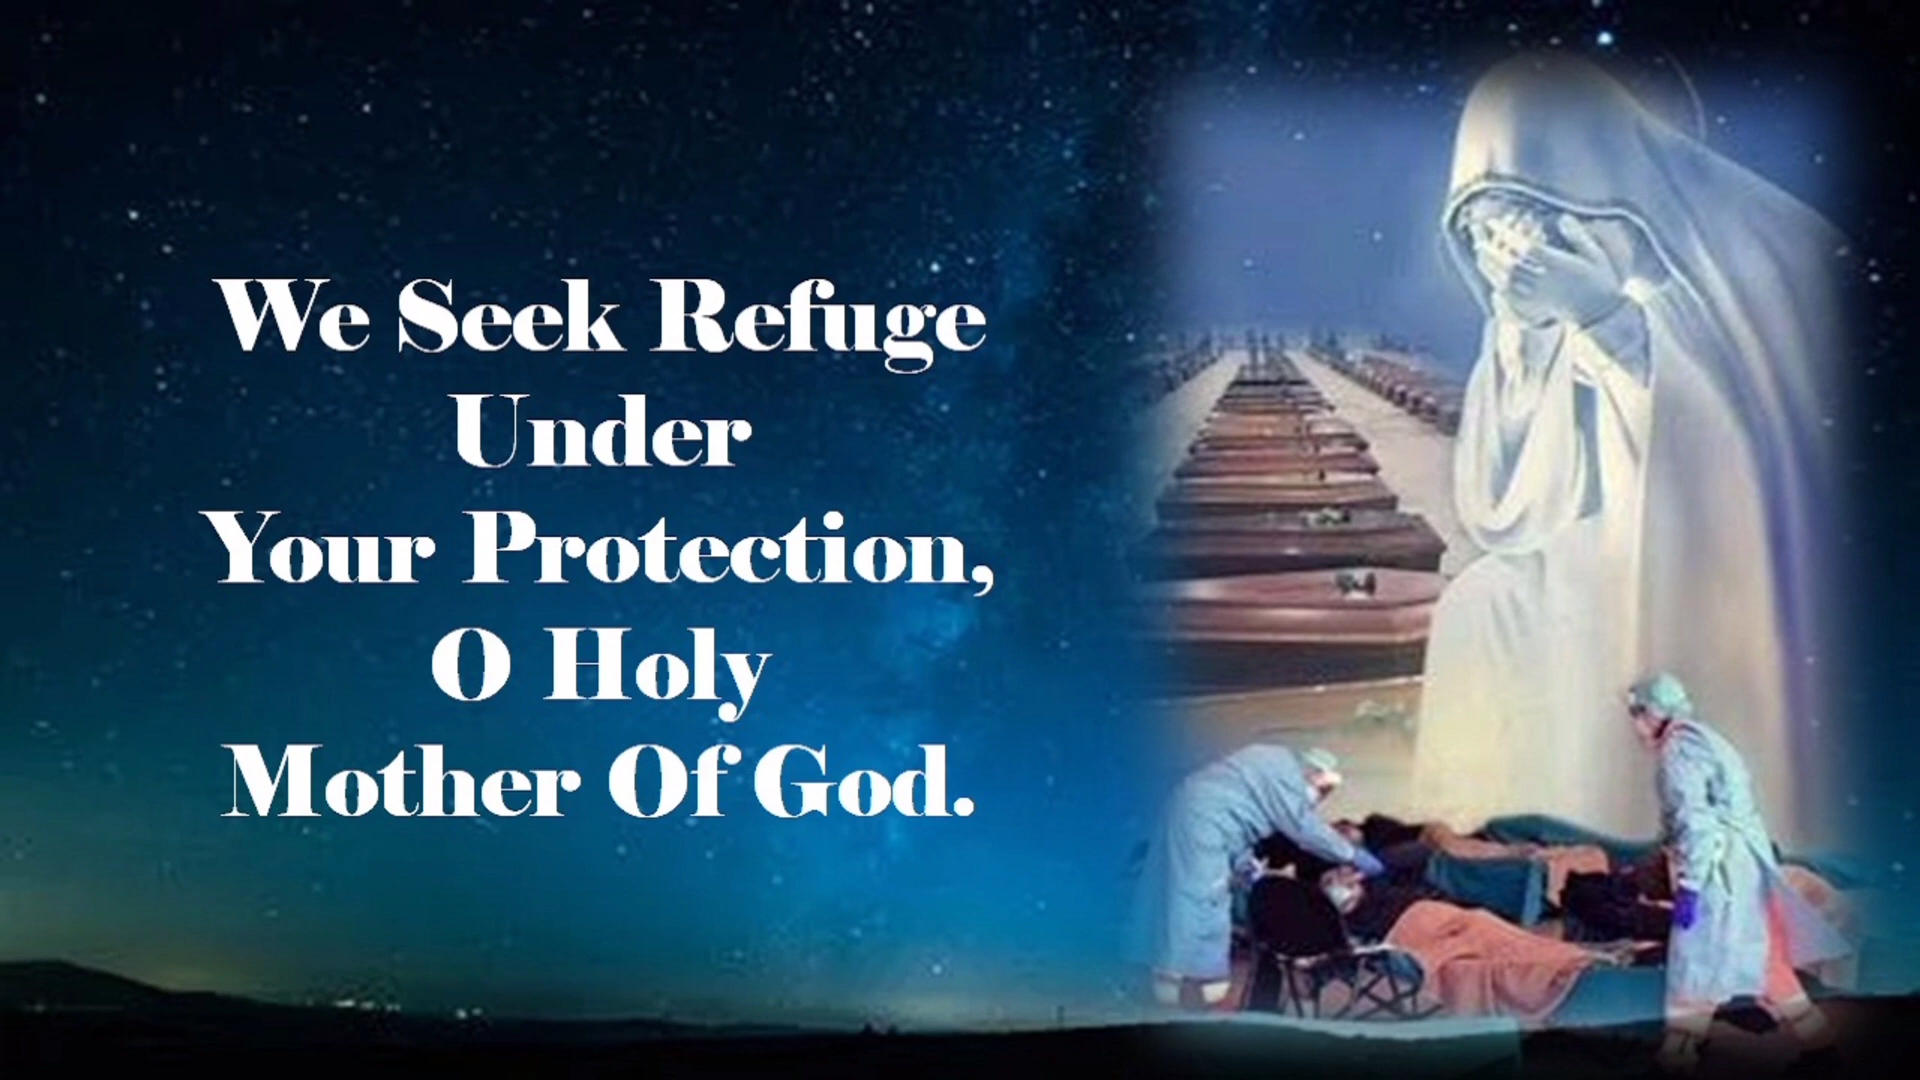 We Seek Refuge
Under
Your Protection,
O Holy
Mother Of God.